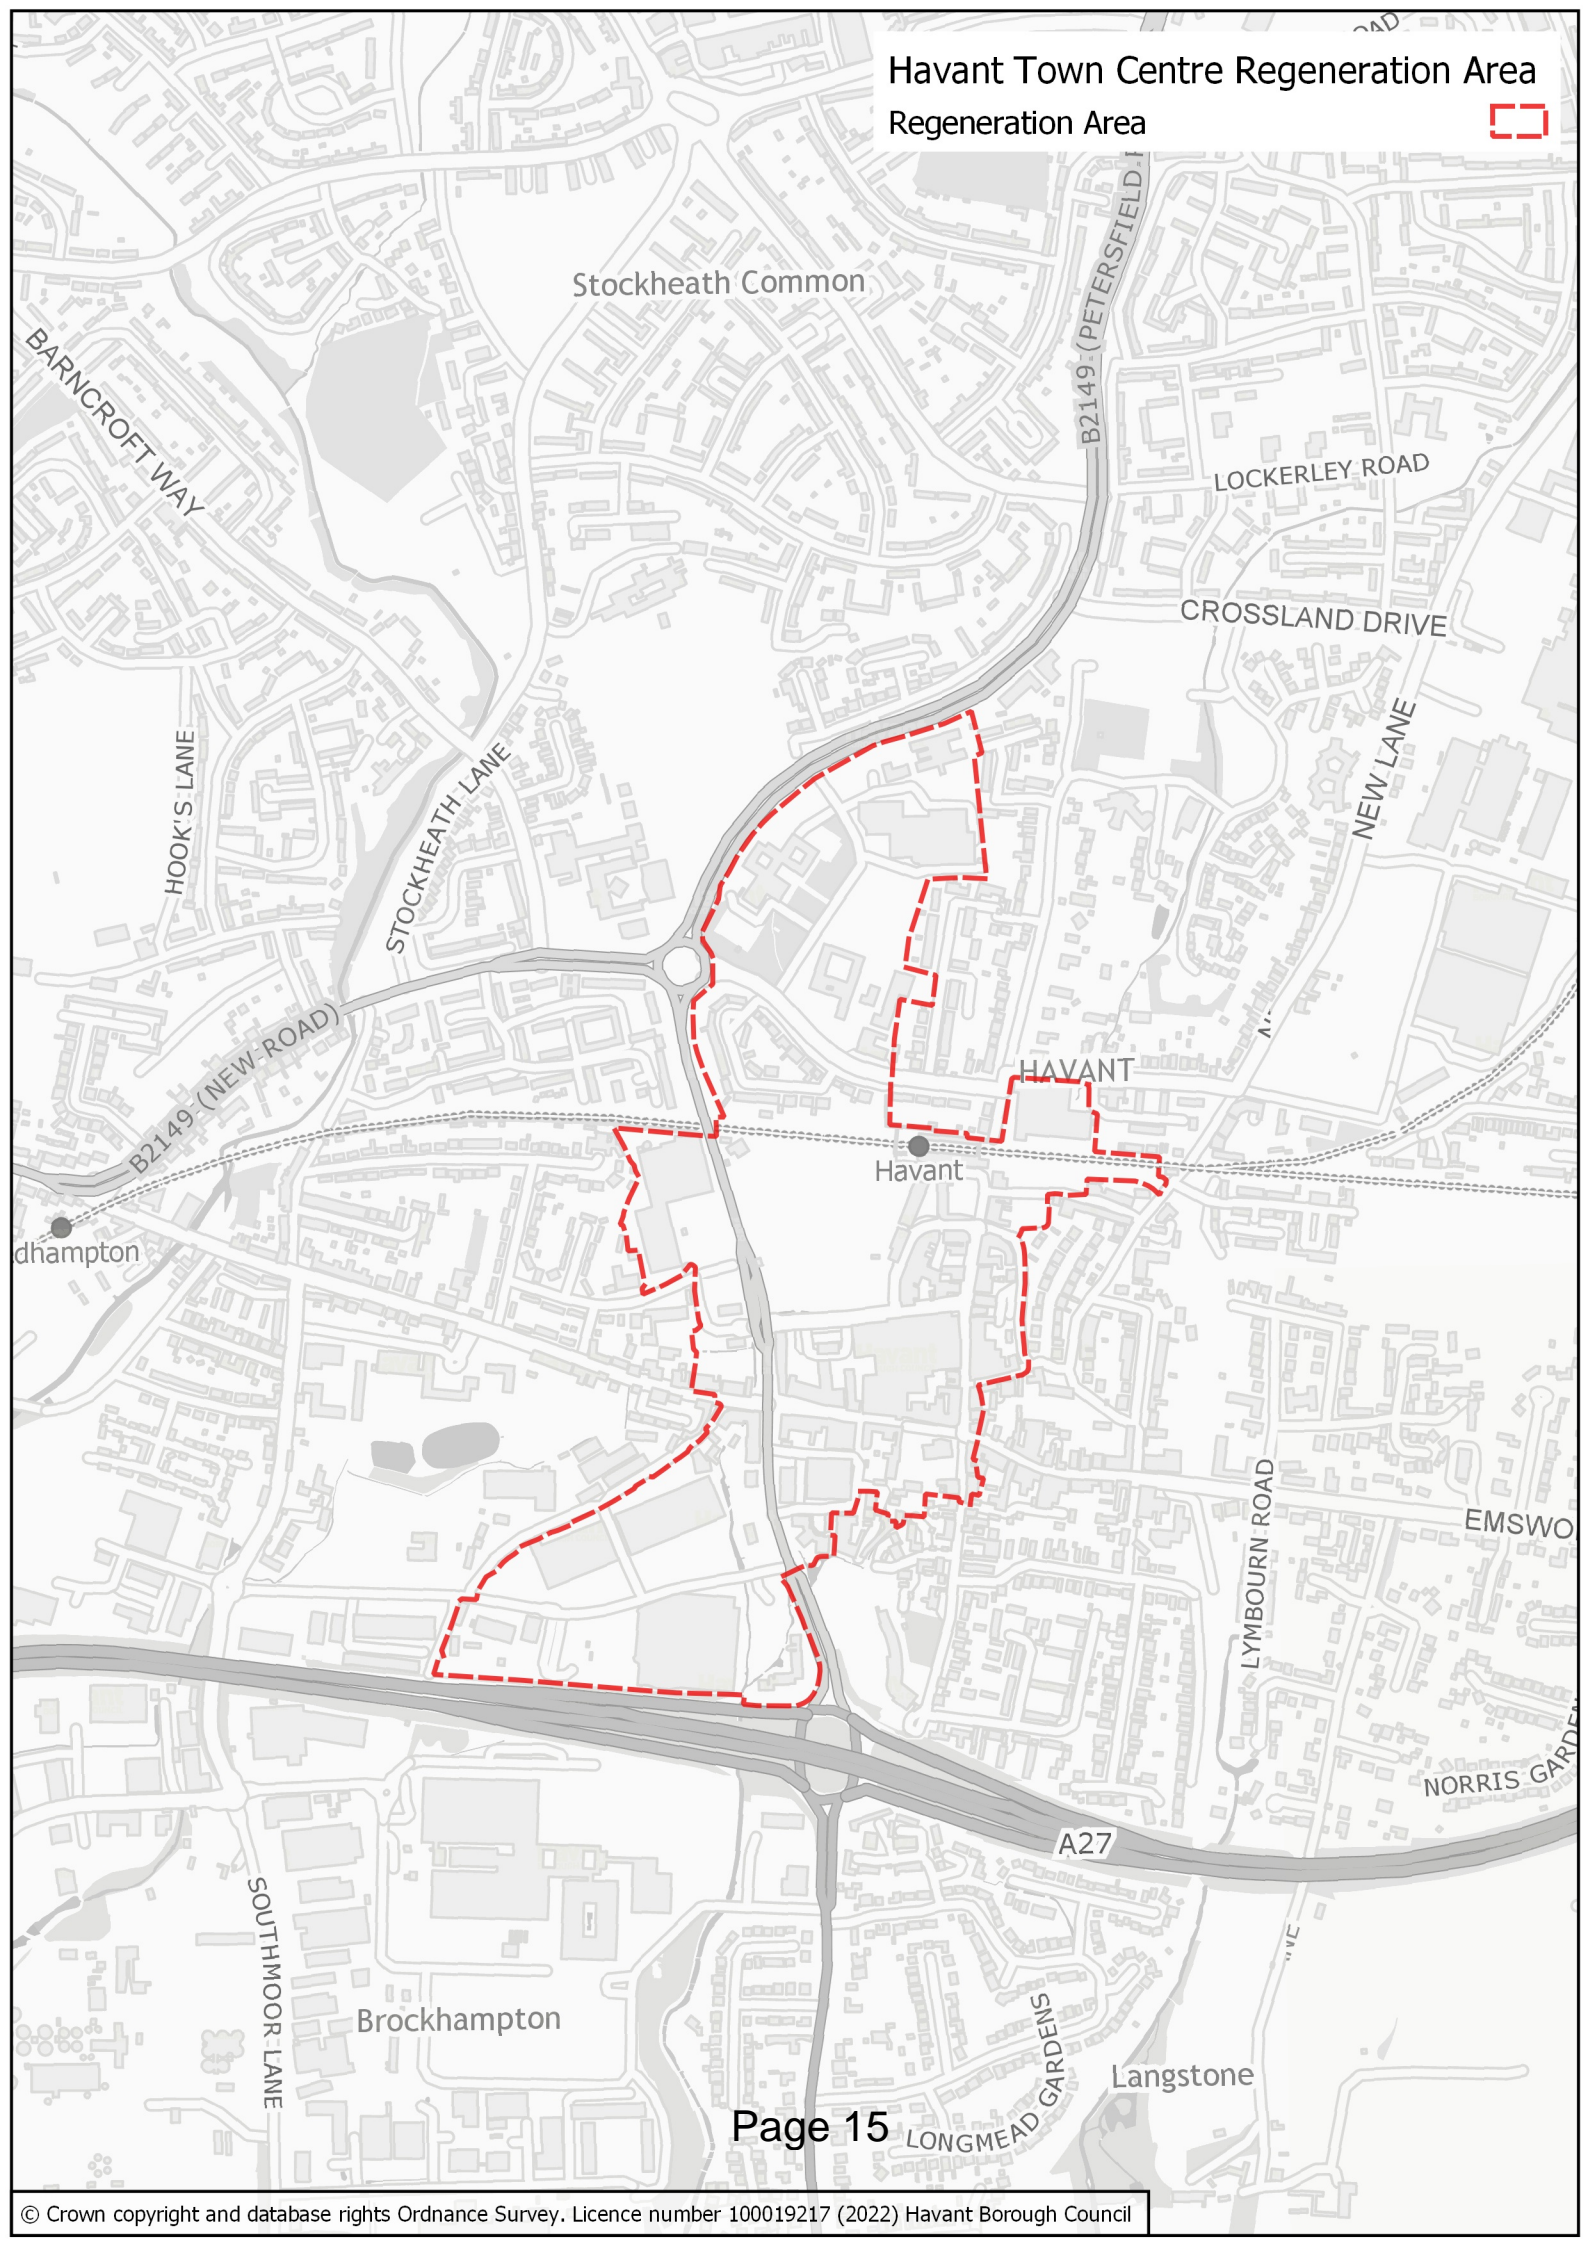 Havant Town Centre Regeneration Area
Regeneration Area
Stockheath Common
BARNCROFT WAY
B2149 (PETERSFIELD
LOCKERLEY ROAD
CROSSLAND DRIVE
NEW LANE
HOOK'S LANE
STOCKHEATH LANE
B2149 (NEW ROAD)
HAVANT
Havant
dhampton
LYMBOURN ROAD
EMSWO
NORRIS GARDEN
A27
SOUTHMOOR LANE
Brockhampton
LONGMEAD GARDENS
Langstone
Page 15
© Crown copyright and database rights Ordnance Survey. Licence number 100019217 (2022) Havant Borough Council